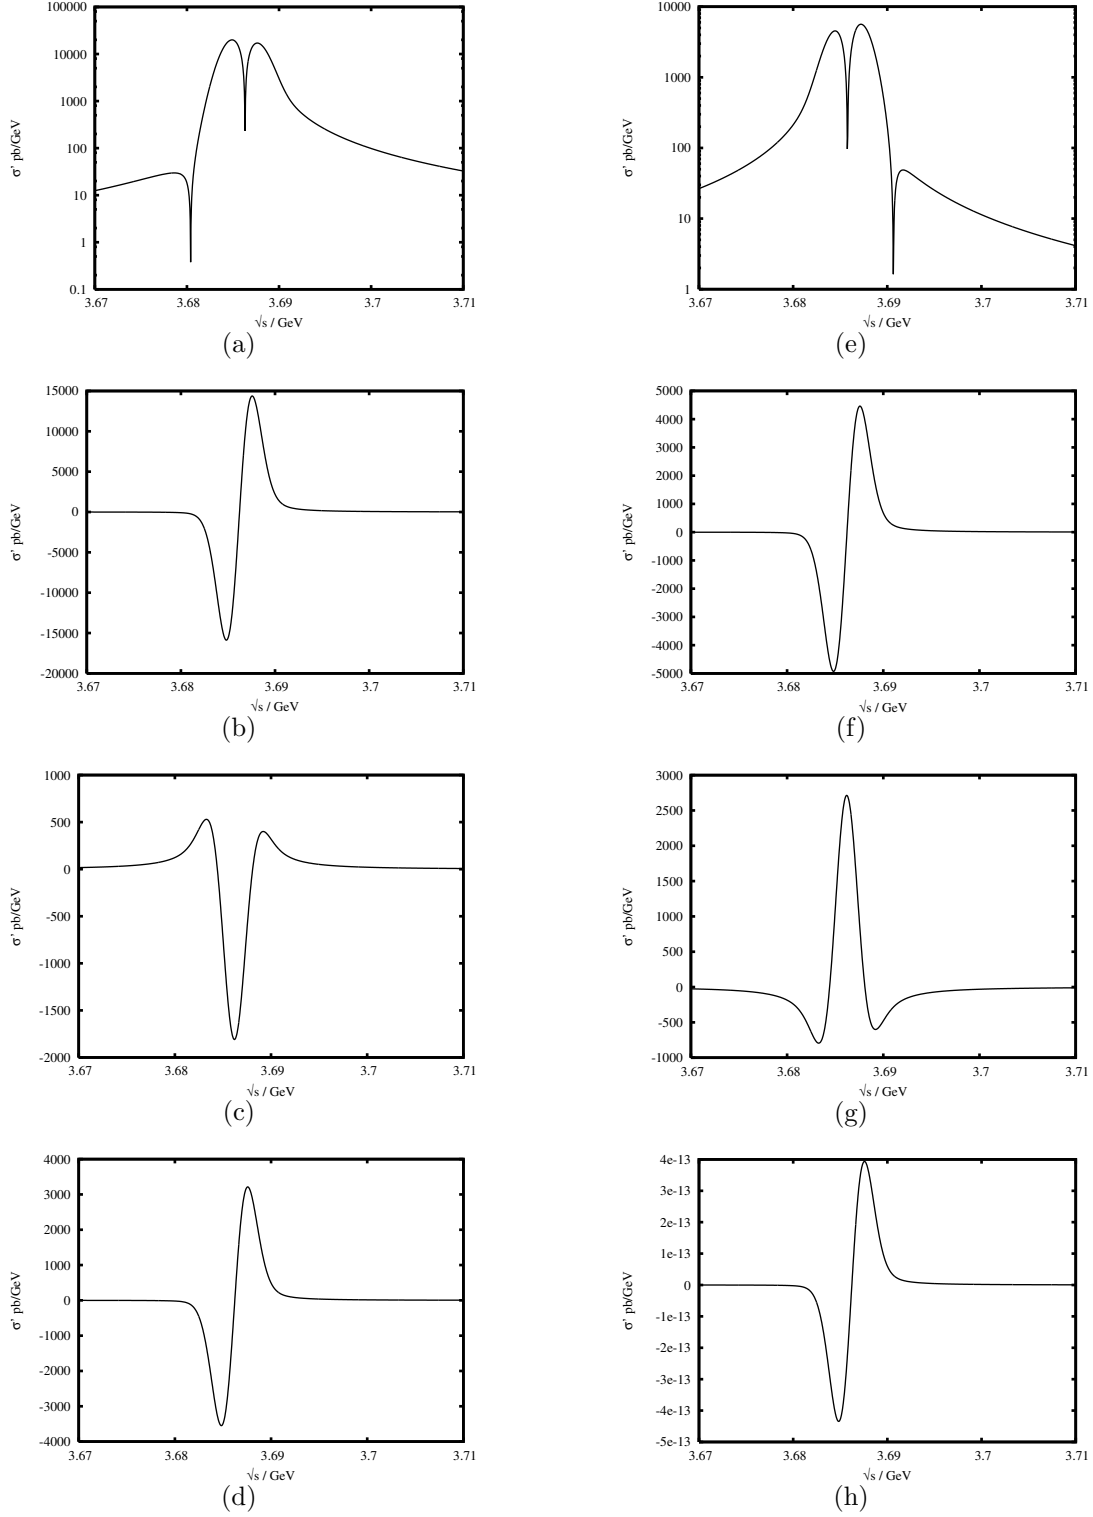 100000
10000
1000
100
10
1
0.1
σ' pb/GeV
3.67 3.68 3.69 3.7 3.71
√s / GeV
(a)
10000
1000
100
10
1
σ' pb/GeV
3.67 3.68 3.69 3.7 3.71
√s / GeV
(e)
15000
10000
5000
0
-5000
-10000
-15000
-20000
σ' pb/GeV
3.67 3.68 3.69 3.7 3.71
√s / GeV
(b)
5000
4000
3000
2000
1000
0
-1000
-2000
-3000
-4000
-5000
σ' pb/GeV
3.67 3.68 3.69 3.7 3.71
√s / GeV
(f)
1000
500
0
-500
-1000
-1500
-2000
σ' pb/GeV
3.67 3.68 3.69 3.7 3.71
√s / GeV
(c)
3000
2500
2000
1500
1000
500
0
-500
-1000
σ' pb/GeV
3.67 3.68 3.69 3.7 3.71
√s / GeV
(g)
4000
3000
2000
1000
0
-1000
-2000
-3000
-4000
σ' pb/GeV
3.67 3.68 3.69 3.7 3.71
√s / GeV
(d)
4e-13
3e-13
2e-13
1e-13
0
-1e-13
-2e-13
-3e-13
-4e-13
-5e-13
σ' pb/GeV
3.67 3.68 3.69 3.7 3.71
√s / GeV
(h)